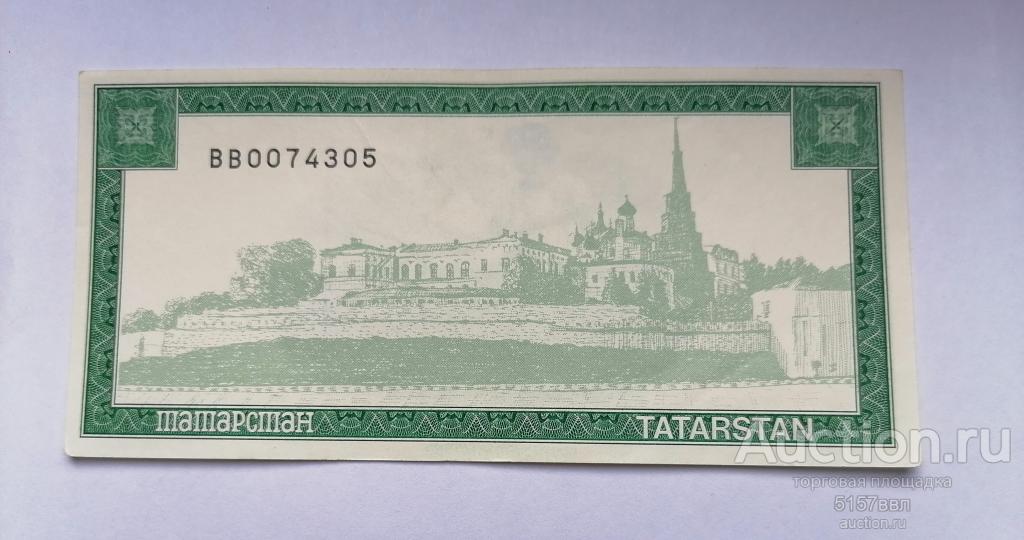 BB0074305
татарстан
TATARSTAN
Auction.ru
торговая площадка
5157ввл
auction.ru